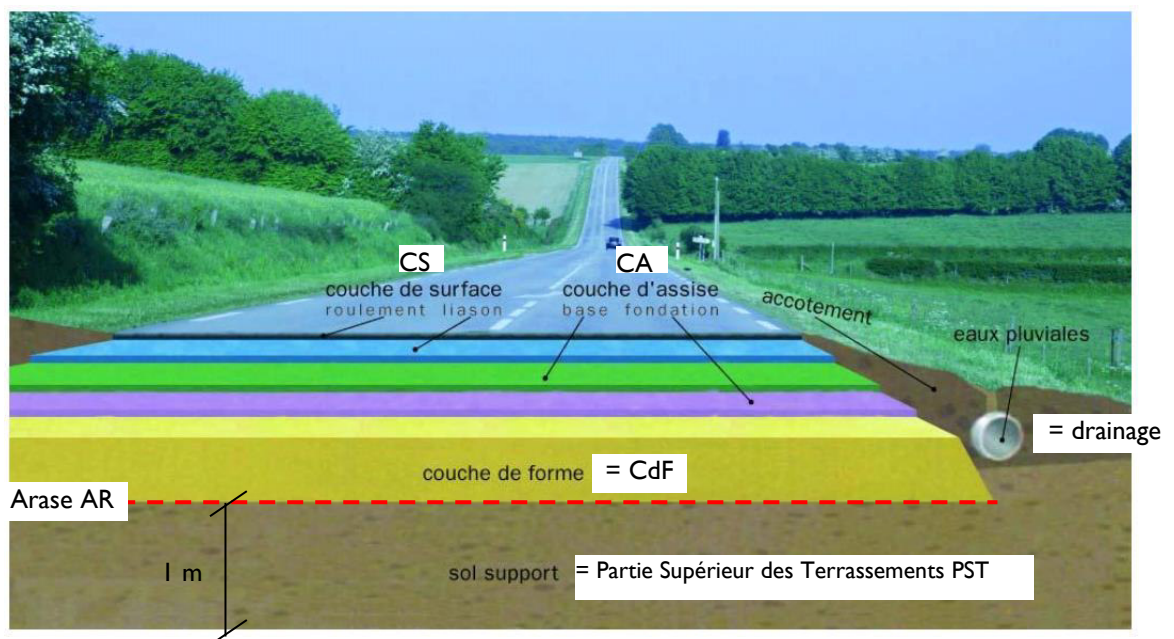 CS
couche de surface
roulement liason
CA
couche d'assise
base fondation
accotement
eaux pluviales
= drainage
couche de forme = CdF
Arase AR
1 m
sol support = Partie Supérieur des Terrassements PST